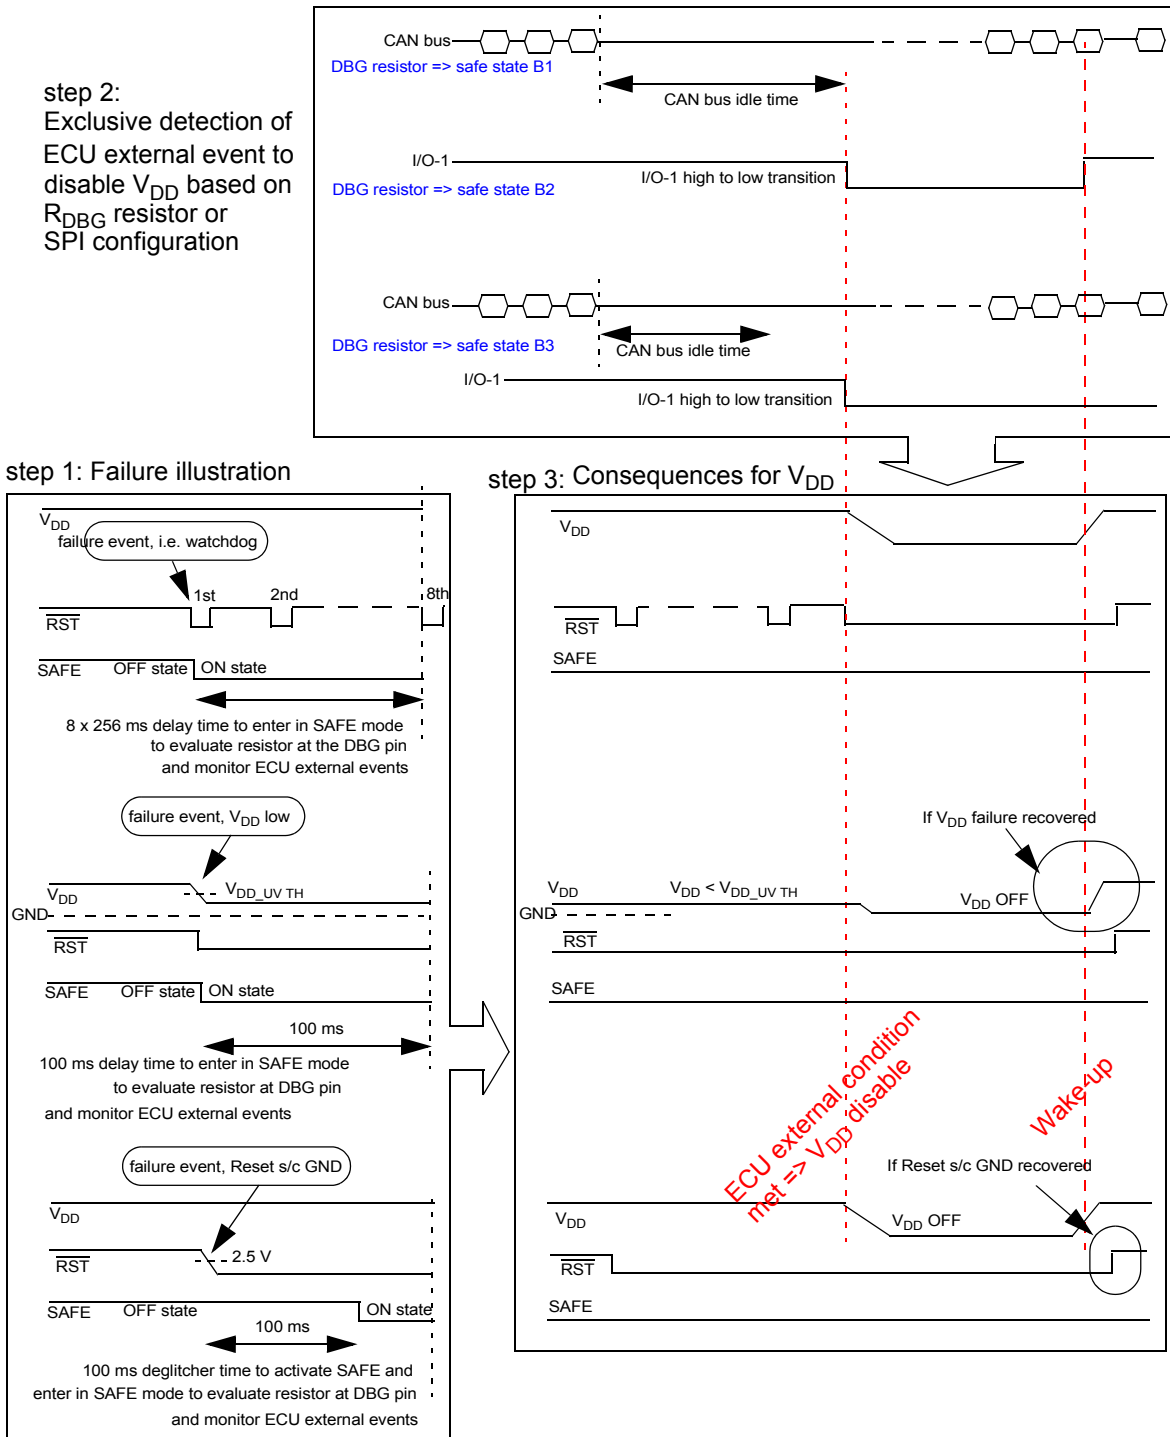 step 2:
Exclusive detection of
ECU external event to
disable VDD based on
RDBG resistor or
SPI configuration
CAN bus
DBG resistor => safe state B1
CAN bus idle time
I/O-1
I/O-1 high to low transition
DBG resistor => safe state B2
CAN bus
DBG resistor => safe state B3
CAN bus idle time
I/O-1
I/O-1 high to low transition
step 1: Failure illustration
VDD
failure event, i.e. watchdog
1st
2nd
8th
RST
SAFE
OFF state
ON state
8 x 256 ms delay time to enter in SAFE mode
to evaluate resistor at the DBG pin
and monitor ECU external events
failure event, VDD low
VDD
VDD_UV TH
GND
RST
SAFE
OFF state
ON state
100 ms
100 ms delay time to enter in SAFE mode
to evaluate resistor at DBG pin
and monitor ECU external events
failure event, Reset s/c GND
VDD
RST
2.5 V
SAFE
OFF state
ON state
100 ms
100 ms deglitcher time to activate SAFE and
enter in SAFE mode to evaluate resistor at DBG pin
and monitor ECU external events
step 3: Consequences for VDD
VDD
RST
SAFE
If VDD failure recovered
VDD
VDD < VDD_UV TH
VDD OFF
GND
RST
SAFE
ECU external condition
met => VDD disable
Wake-up
If Reset s/c GND recovered
VDD
VDD OFF
RST
SAFE